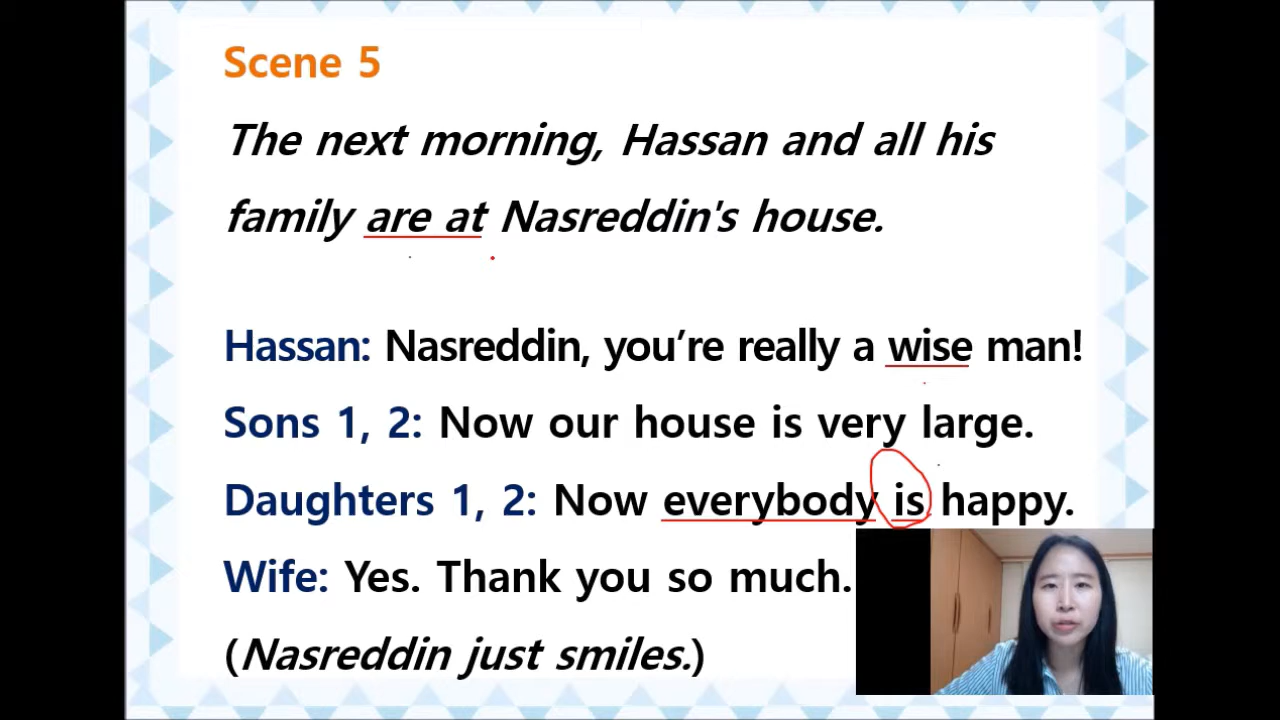 Scene 5
The next morning, Hassan and all his
family are at Nasreddin's house.
Hassan: Nasreddin, you’re really a wise man!
Sons 1, 2: Now our house is very large.
Daughters 1, 2: Now everybody is happy.
Wife: Yes. Thank you so much.
(Nasreddin just smiles.)